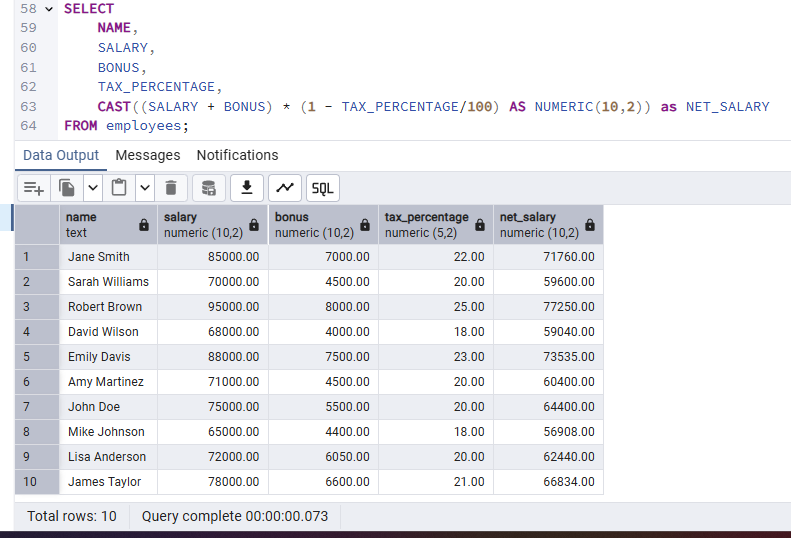 58 SELECT
59 NAME,
60 SALARY,
61 BONUS,
62 TAX_PERCENTAGE,
63 CAST((SALARY + BONUS) * (1 - TAX_PERCENTAGE/100) AS NUMERIC(10,2)) as NET_SALARY
64 FROM employees;
Data Output Messages Notifications
SQL
name salary bonus tax_percentage net_salary
text numeric (10,2) numeric (10,2) numeric (5,2) numeric (10,2)
1 Jane Smith 85000.00 7000.00 22.00 71760.00
2 Sarah Williams 70000.00 4500.00 20.00 59600.00
3 Robert Brown 95000.00 8000.00 25.00 77250.00
4 David Wilson 68000.00 4000.00 18.00 59040.00
5 Emily Davis 88000.00 7500.00 23.00 73535.00
6 Amy Martinez 71000.00 4500.00 20.00 60400.00
7 John Doe 75000.00 5500.00 20.00 64400.00
8 Mike Johnson 65000.00 4400.00 18.00 56908.00
9 Lisa Anderson 72000.00 6050.00 20.00 62440.00
10 James Taylor 78000.00 6600.00 21.00 66834.00
Total rows: 10 Query complete 00:00:00.073